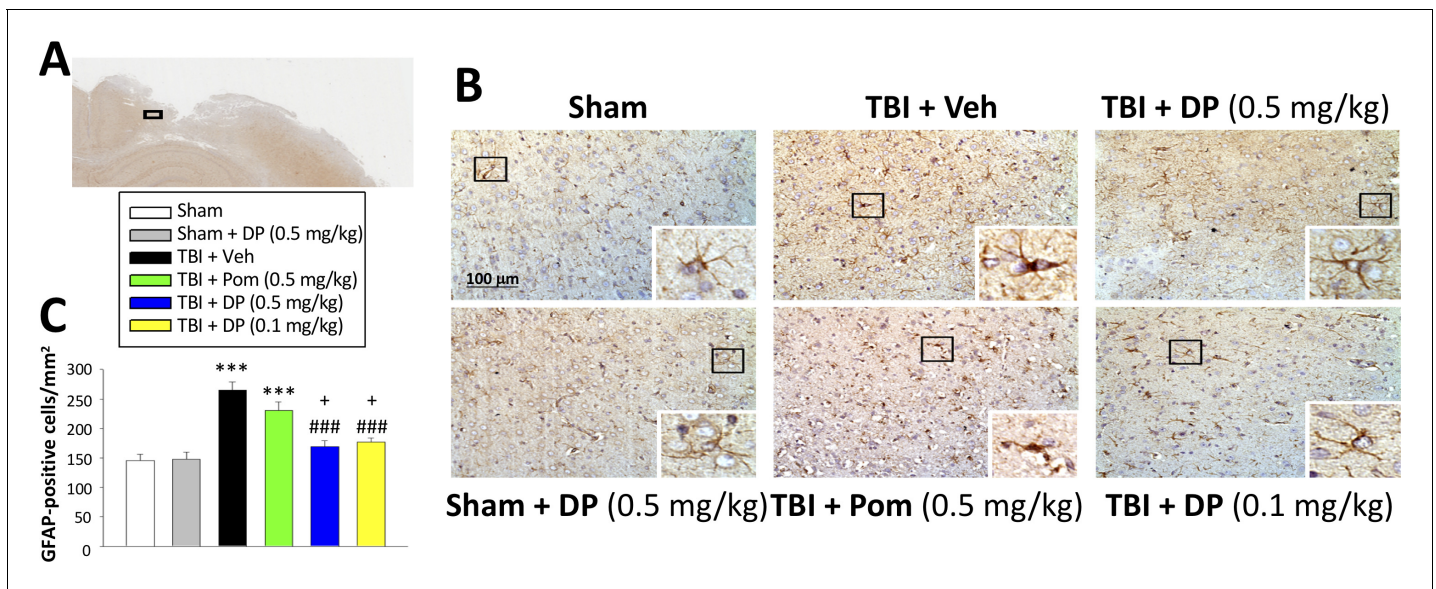 A
B
Sham
TBI + Veh
TBI + DP (0.5 mg/kg)
100 µm
Sham + DP (0.5 mg/kg)
TBI + Pom (0.5 mg/kg)
TBI + DP (0.1 mg/kg)
Sham
Sham + DP (0.5 mg/kg)
TBI + Veh
TBI + Pom (0.5 mg/kg)
TBI + DP (0.5 mg/kg)
TBI + DP (0.1 mg/kg)
C
GFAP-positive cells/mm²
300
250
200
150
100
50
0
***
***
+
###
+
###